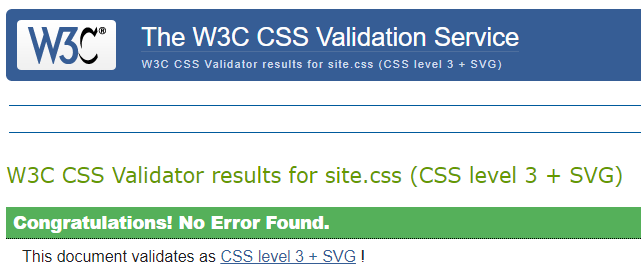 W3C®
The W3C CSS Validation Service
W3C CSS Validator results for site.css (CSS level 3 + SVG)
W3C CSS Validator results for site.css (CSS level 3 + SVG)
Congratulations! No Error Found.
This document validates as CSS level 3 + SVG !